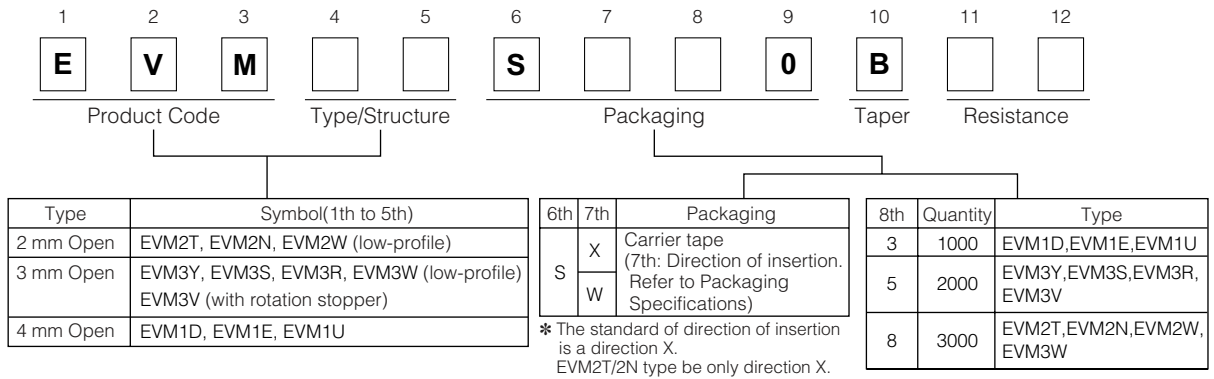 1 2 3 4 5 6 7 8 9 10 11 12
E V M S 0 B
Product Code Type/Structure Packaging Taper Resistance
Type Symbol(1th to 5th)
2 mm Open EVM2T, EVM2N, EVM2W (low-profile)
3 mm Open EVM3Y, EVM3S, EVM3R, EVM3W (low-profile)
EVM3V (with rotation stopper)
4 mm Open EVM1D, EVM1E, EVM1U
6th 7th Packaging
S X W
Carrier tape
(7th: Direction of insertion.
Refer to Packaging
Specifications)
✽ The standard of direction of insertion
is a direction X.
EVM2T/2N type be only direction X.
8th Quantity Type
3 1000 EVM1D,EVM1E,EVM1U
5 2000 EVM3Y,EVM3S,EVM3R,
EVM3V
8 3000 EVM2T,EVM2N,EVM2W,
EVM3W